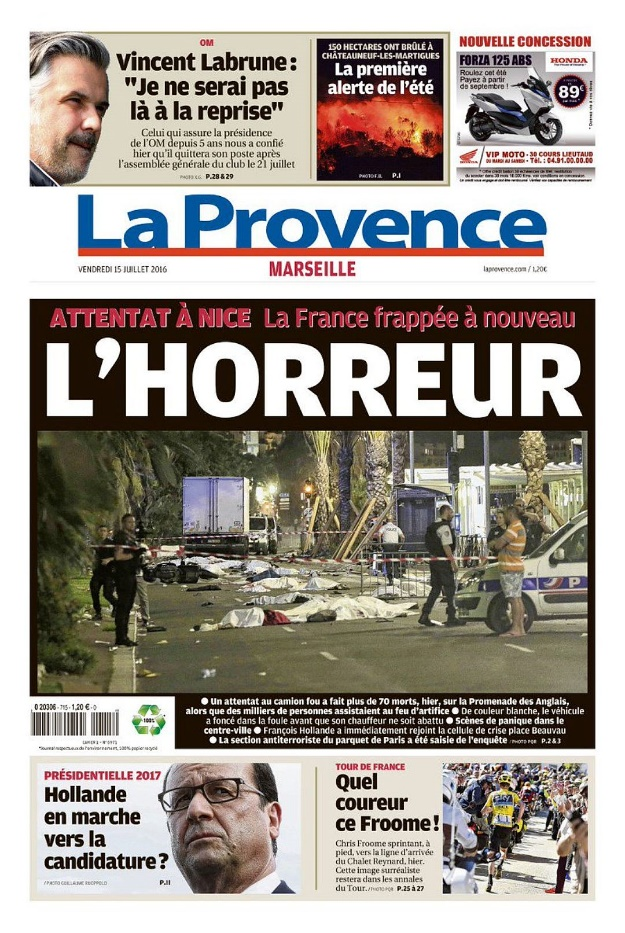 OM
Vincent Labrune :
"Je ne serai pas
là à la reprise"
Celui qui assure la présidence
de l'OM depuis 5 ans nous a confié
hier qu'il quittera son poste après
l'assemblée générale du club le 21 juillet
P.28 & 29
150 HECTARES ONT BRÛLÉ À
CHÂTEAUNEUF-LES-MARTIGUES
La première
alerte de l'été
P.I
NOUVELLE CONCESSION
FORZA 125 ABS
Roulez cet été
Payez à partir
de septembre !
HONDA
89€
HONDA
VIP MOTO - 30 COURS LIEUTAUD
DU MARDI AU SAMEDI - Tél. : 04.91.00.00.00
La Provence
VENDREDI 15 JUILLET 2016
MARSEILLE
laprovence.com / 1,20€
ATTENTAT À NICE La France frappée à nouveau
L'HORREUR
P
● Un attentat au camion fou a fait plus de 70 morts, hier, sur la Promenade des Anglais,
alors que des milliers de personnes assistaient au feu d'artifice ● De couleur blanche, le véhicule
a foncé dans la foule avant que son chauffeur ne soit abattu ● Scènes de panique dans le
centre-ville ● François Hollande a immédiatement rejoint la cellule de crise place Beauvau
● La section antiterroriste du parquet de Paris a été saisie de l'enquête / PHOTO PQR P.2 & 3
0 20306 - 715 - 1,20 € - 0
100%
*Journal respectueux de l'environnement, 100% papier recyclé
PRÉSIDENTIELLE 2017
Hollande
en marche
vers la
candidature ?
P.II
TOUR DE FRANCE
Quel
coureur
ce Froome !
Chris Froome sprintant, à
pied, vers la ligne d'arrivée
du Chalet Reynard, hier.
Cette image surréaliste
restera dans les annales
du Tour. / PHOTO PQR P.25 à 27